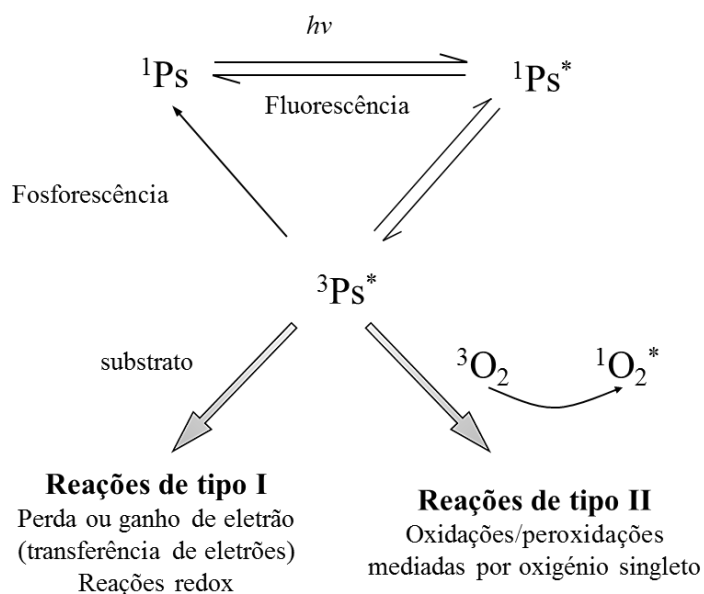 hν
¹Ps
¹Ps*
Fluorescência
Fosforescência
³Ps*
substrato
³O₂
¹O₂*
Reações de tipo I
Perda ou ganho de eletrão
(transferência de eletrões)
Reações redox
Reações de tipo II
Oxidações/peroxidações
mediadas por oxigénio singleto